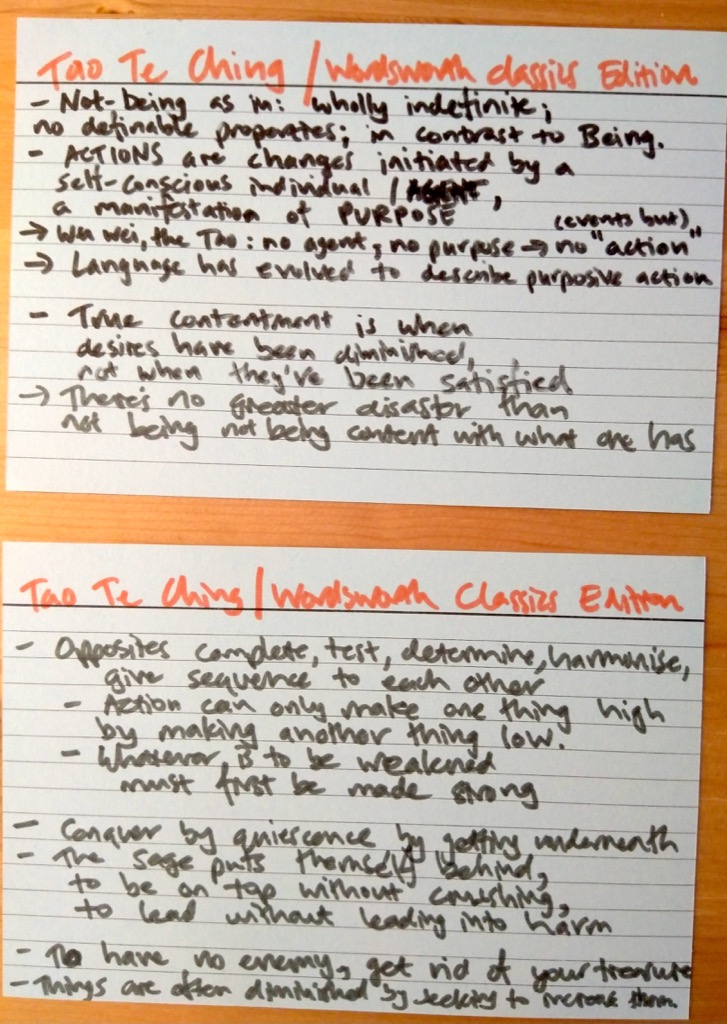 Tao Te Ching / Wordsworth Classics Edition
- Not-being as in: wholly indefinite;
no definable properates; in contrast to Being.
- ACTIONS are changes initiated by a
self-conscious individual / AGENT,
a manifestation of PURPOSE
(events but)
→ Wu wei, the Tao: no agent, no purpose → no "action"
→ Language has evolved to describe purposive action
- True contentment is when
desires have been diminished,
not when they've been satisfied
→ There's no greater disaster than
not being not being content with what one has
Tao Te Ching / Wordsworth Classics Edition
- Opposites complete, test, determine, harmonise,
give sequence to each other
- Action can only make one thing high
by making another thing low.
- Whatever is to be weakened
must first be made strong
- Conquer by quiescence by getting underneath
- The sage puts themself behind,
to be on top without crushing,
to lead without leading into harm
- To have no enemy, get rid of your treasure
- Things are often diminished by seeking to increase them.